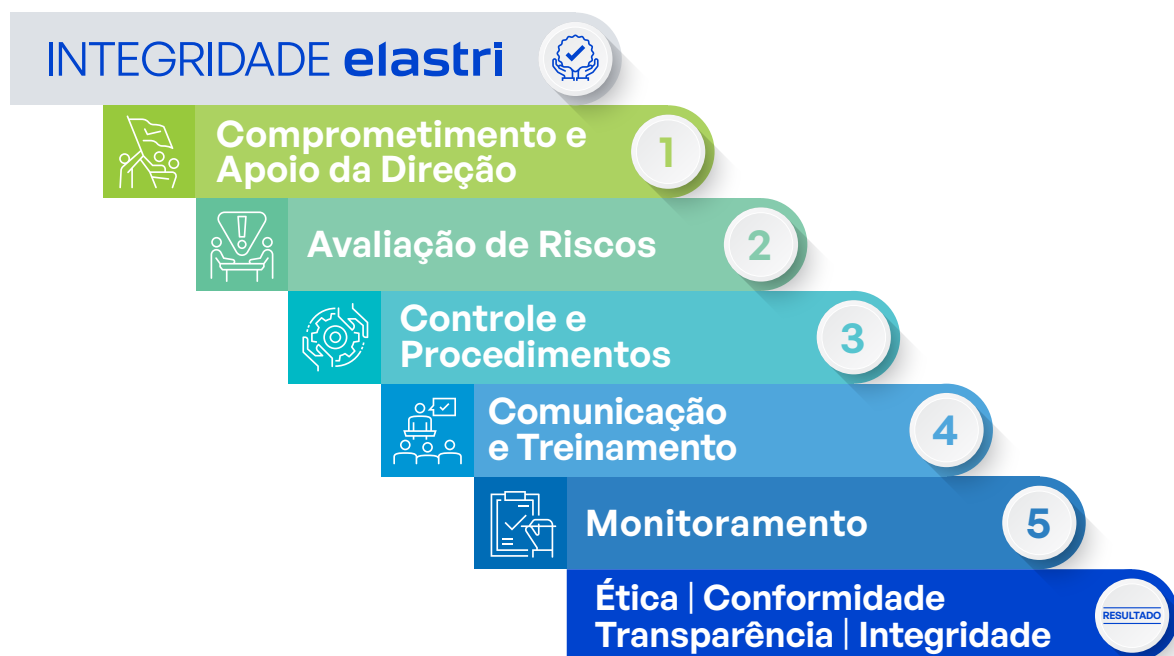 INTEGRIDADE elastri
Comprometimento e
Apoio da Direção
1
Avaliação de Riscos
2
Controle e
Procedimentos
3
Comunicação
e Treinamento
4
Monitoramento
5
Ética | Conformidade
Transparência | Integridade
RESULTADO